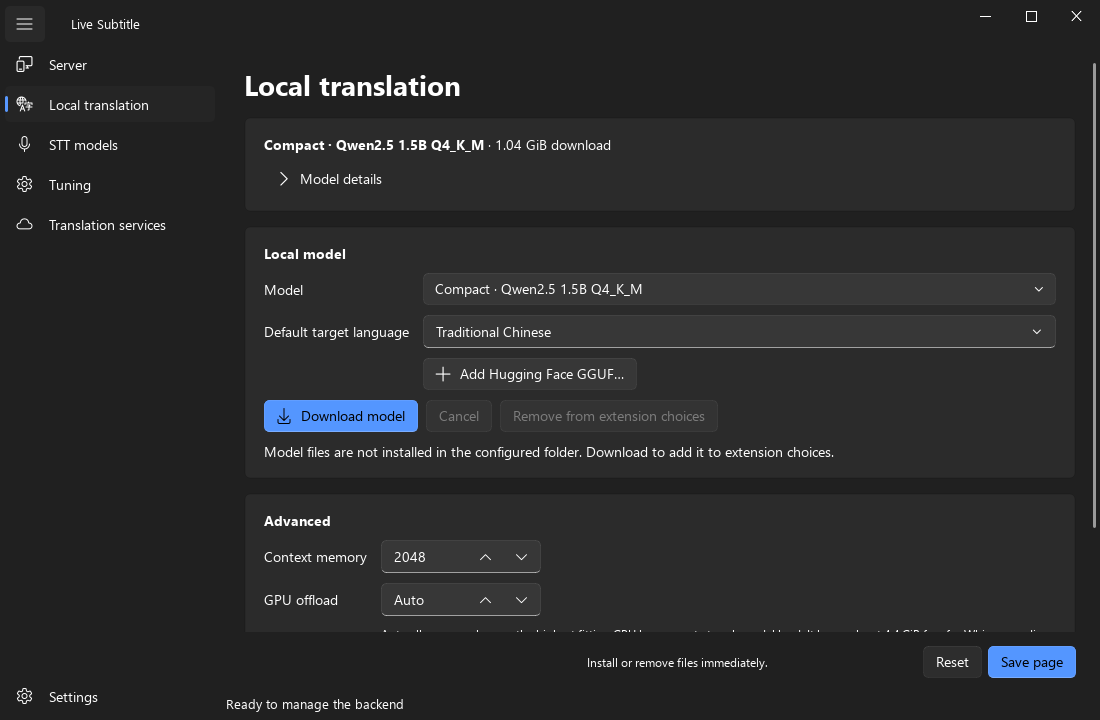 Live Subtitle
Server
Local translation
STT models
Tuning
Translation services
Settings
Local translation
Compact · Qwen2.5 1.5B Q4_K_M · 1.04 GiB download
Model details
Local model
Model
Compact · Qwen2.5 1.5B Q4_K_M
Default target language
Traditional Chinese
Add Hugging Face GGUF...
Download model
Cancel
Remove from extension choices
Model files are not installed in the configured folder. Download to add it to extension choices.
Advanced
Context memory
2048
GPU offload
Auto
Install or remove files immediately.
Reset
Save page
Ready to manage the backend